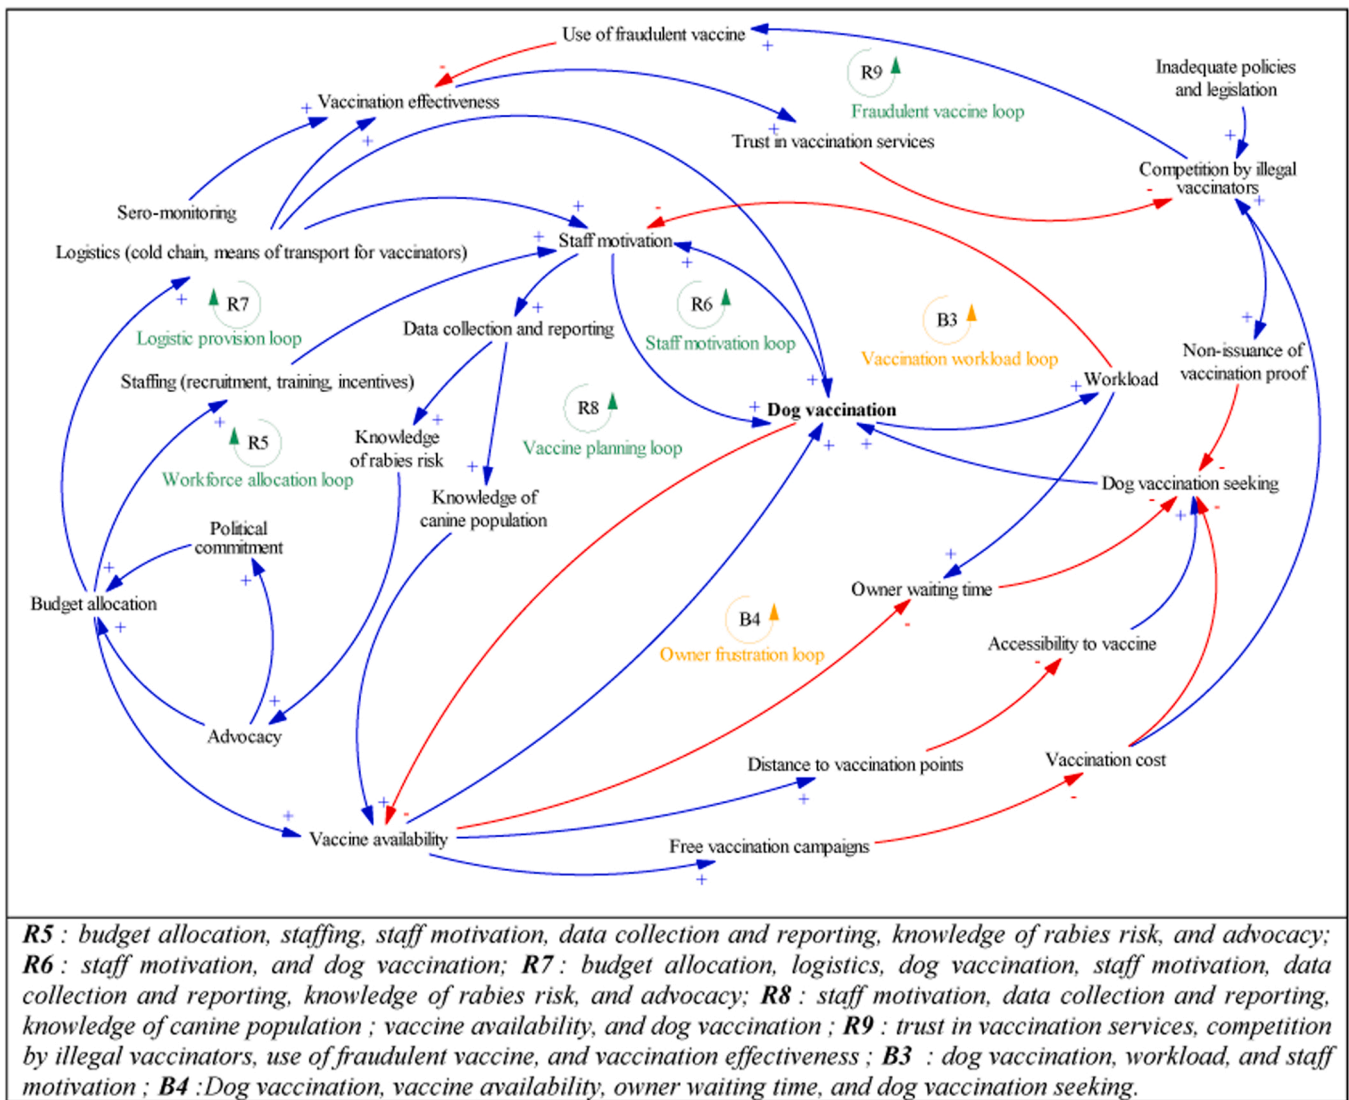 Use of fraudulent vaccine
+
-
R9
Fraudulent vaccine loop
Inadequate policies
and legislation
+
Vaccination effectiveness
+
+
+
Trust in vaccination services
Competition by illegal
vaccinators
-
+
Sero-monitoring
Logistics (cold chain, means of transport for vaccinators)
+
+
-
Staff motivation
+
+
R7
Logistic provision loop
Data collection and reporting
+
R6
Staff motivation loop
B3
Vaccination workload loop
+
Non-issuance of
vaccination proof
Staffing (recruitment, training, incentives)
+
R5
Workforce allocation loop
Knowledge
of rabies risk
+
R8
Vaccine planning loop
+
+
Dog vaccination
+
+
+
Workload
-
Dog vaccination seeking
-
-
+
+
Knowledge of
canine population
Political
commitment
+
+
Budget allocation
+
+
Owner waiting time
-
B4
Owner frustration loop
Accessibility to vaccine
-
+
Advocacy
Distance to vaccination points
+
Vaccination cost
-
+
+
-
Vaccine availability
Free vaccination campaigns
+
R5 : budget allocation, staffing, staff motivation, data collection and reporting, knowledge of rabies risk, and advocacy;
R6 : staff motivation, and dog vaccination; R7 : budget allocation, logistics, dog vaccination, staff motivation, data
collection and reporting, knowledge of rabies risk, and advocacy; R8 : staff motivation, data collection and reporting,
knowledge of canine population ; vaccine availability, and dog vaccination ; R9 : trust in vaccination services, competition
by illegal vaccinators, use of fraudulent vaccine, and vaccination effectiveness ; B3 : dog vaccination, workload, and staff
motivation ; B4 :Dog vaccination, vaccine availability, owner waiting time, and dog vaccination seeking.